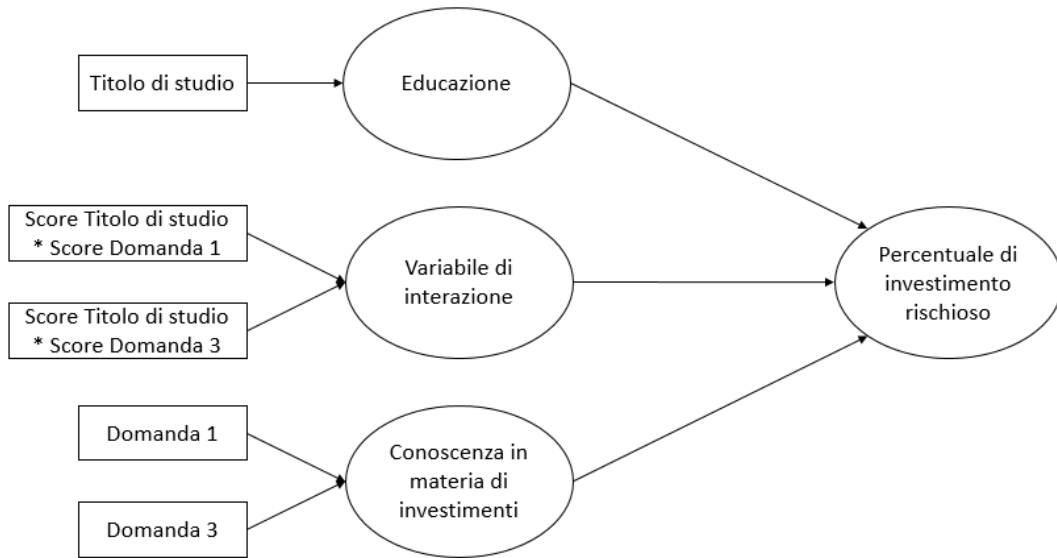 Titolo di studio
Educazione
Score Titolo di studio
* Score Domanda 1
Score Titolo di studio
* Score Domanda 3
Variabile di
interazione
Percentuale di
investimento
rischioso
Domanda 1
Domanda 3
Conoscenza in
materia di
investimenti